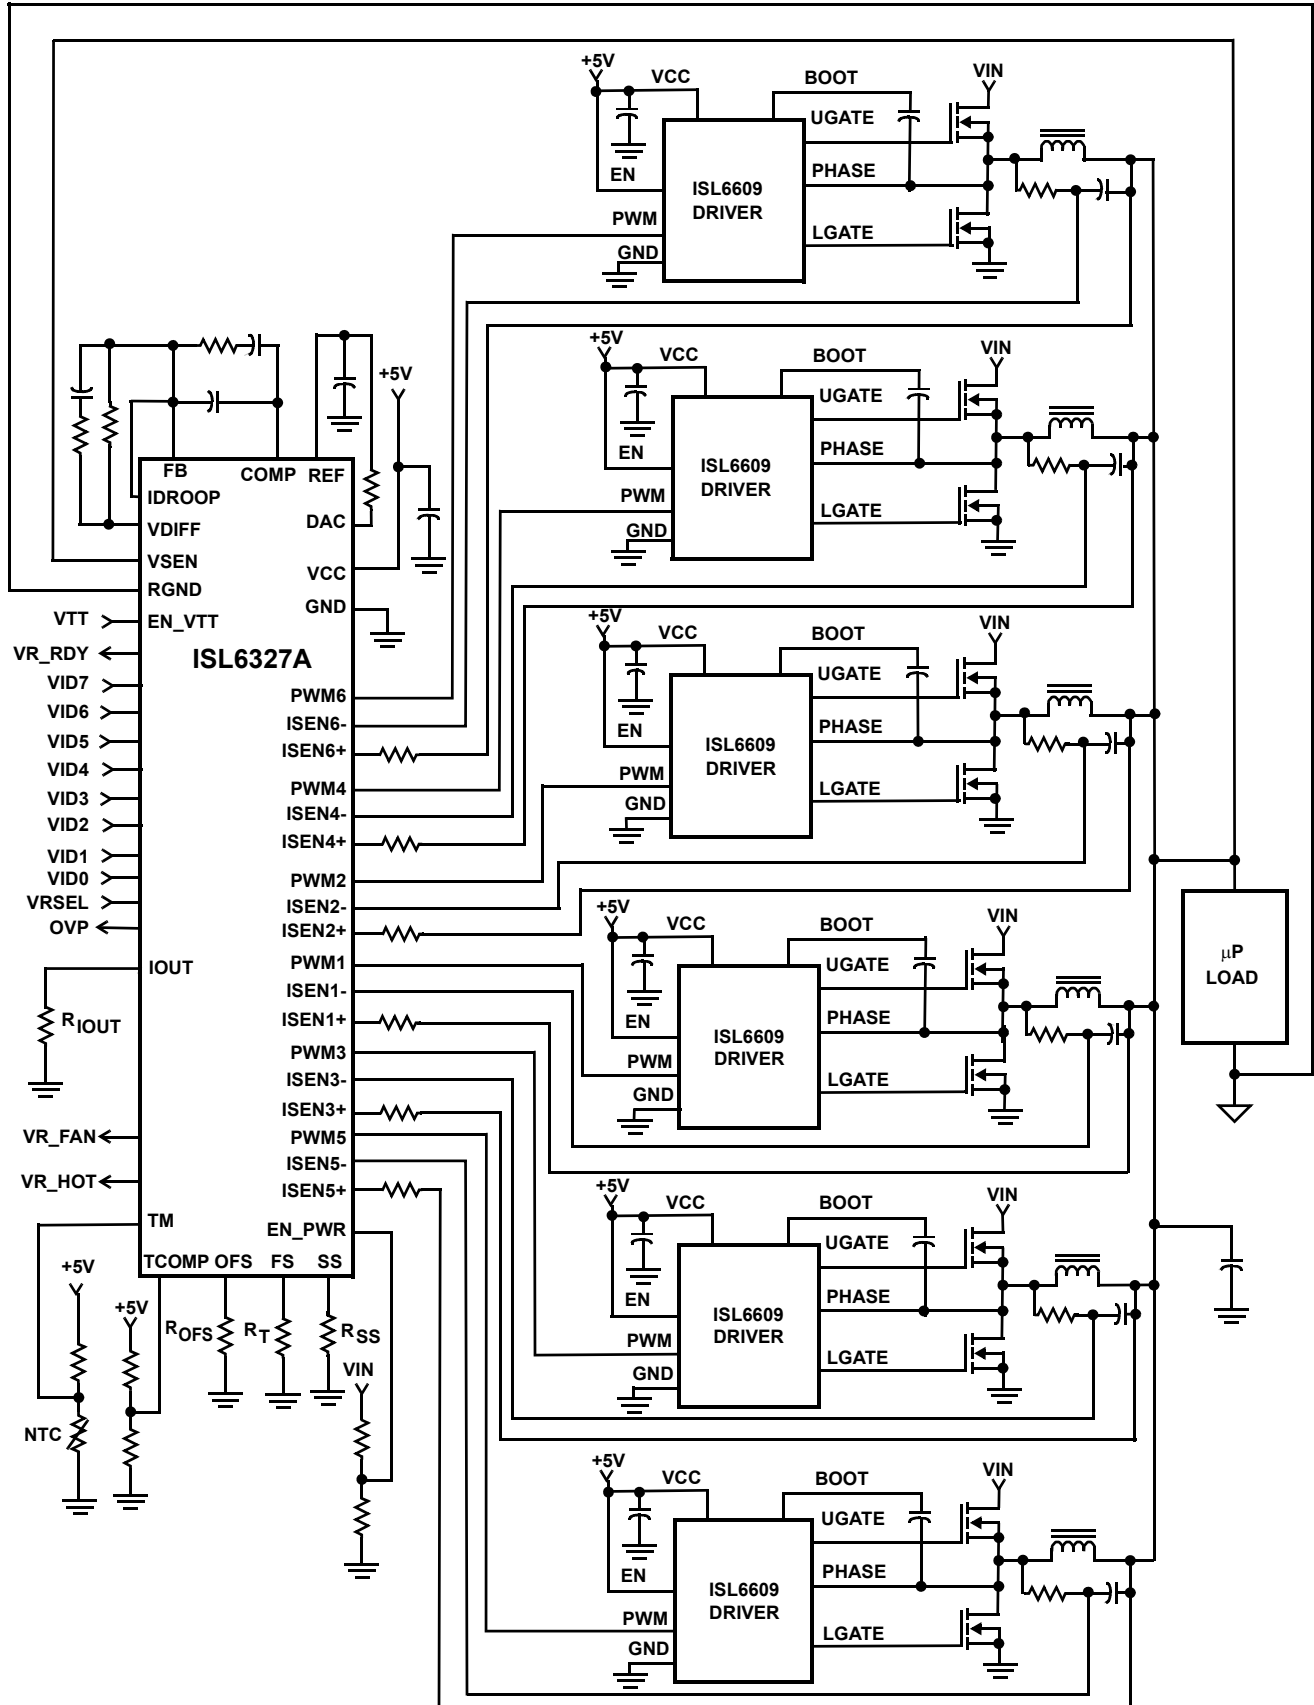 +5V
VCC
BOOT
VIN
UGATE
EN
PHASE
ISL6609
DRIVER
PWM
LGATE
GND
+5V
VCC
BOOT
VIN
UGATE
EN
PHASE
ISL6609
DRIVER
PWM
LGATE
GND
+5V
VCC
BOOT
VIN
UGATE
EN
PHASE
ISL6609
DRIVER
PWM
LGATE
GND
+5V
VCC
BOOT
VIN
UGATE
EN
PHASE
ISL6609
DRIVER
PWM
LGATE
GND
+5V
VCC
BOOT
VIN
UGATE
EN
PHASE
ISL6609
DRIVER
PWM
LGATE
GND
+5V
VCC
BOOT
VIN
UGATE
EN
PHASE
ISL6609
DRIVER
PWM
LGATE
GND
+5V
FB
COMP
REF
IDROOP
VDIFF
DAC
VSEN
VCC
RGND
GND
VTT
EN_VTT
VR_RDY
ISL6327A
VID7
VID6
VID5
VID4
VID3
VID2
VID1
VID0
VRSEL
OVP
IOUT
RIOUT
VR_FAN
VR_HOT
TM
PWM6
ISEN6-
ISEN6+
PWM4
ISEN4-
ISEN4+
PWM2
ISEN2-
ISEN2+
PWM1
ISEN1-
ISEN1+
PWM3
ISEN3-
ISEN3+
PWM5
ISEN5-
ISEN5+
EN_PWR
TCOMP OFS FS SS
+5V
+5V
ROFS
RT
RSS
VIN
NTC
μP
LOAD